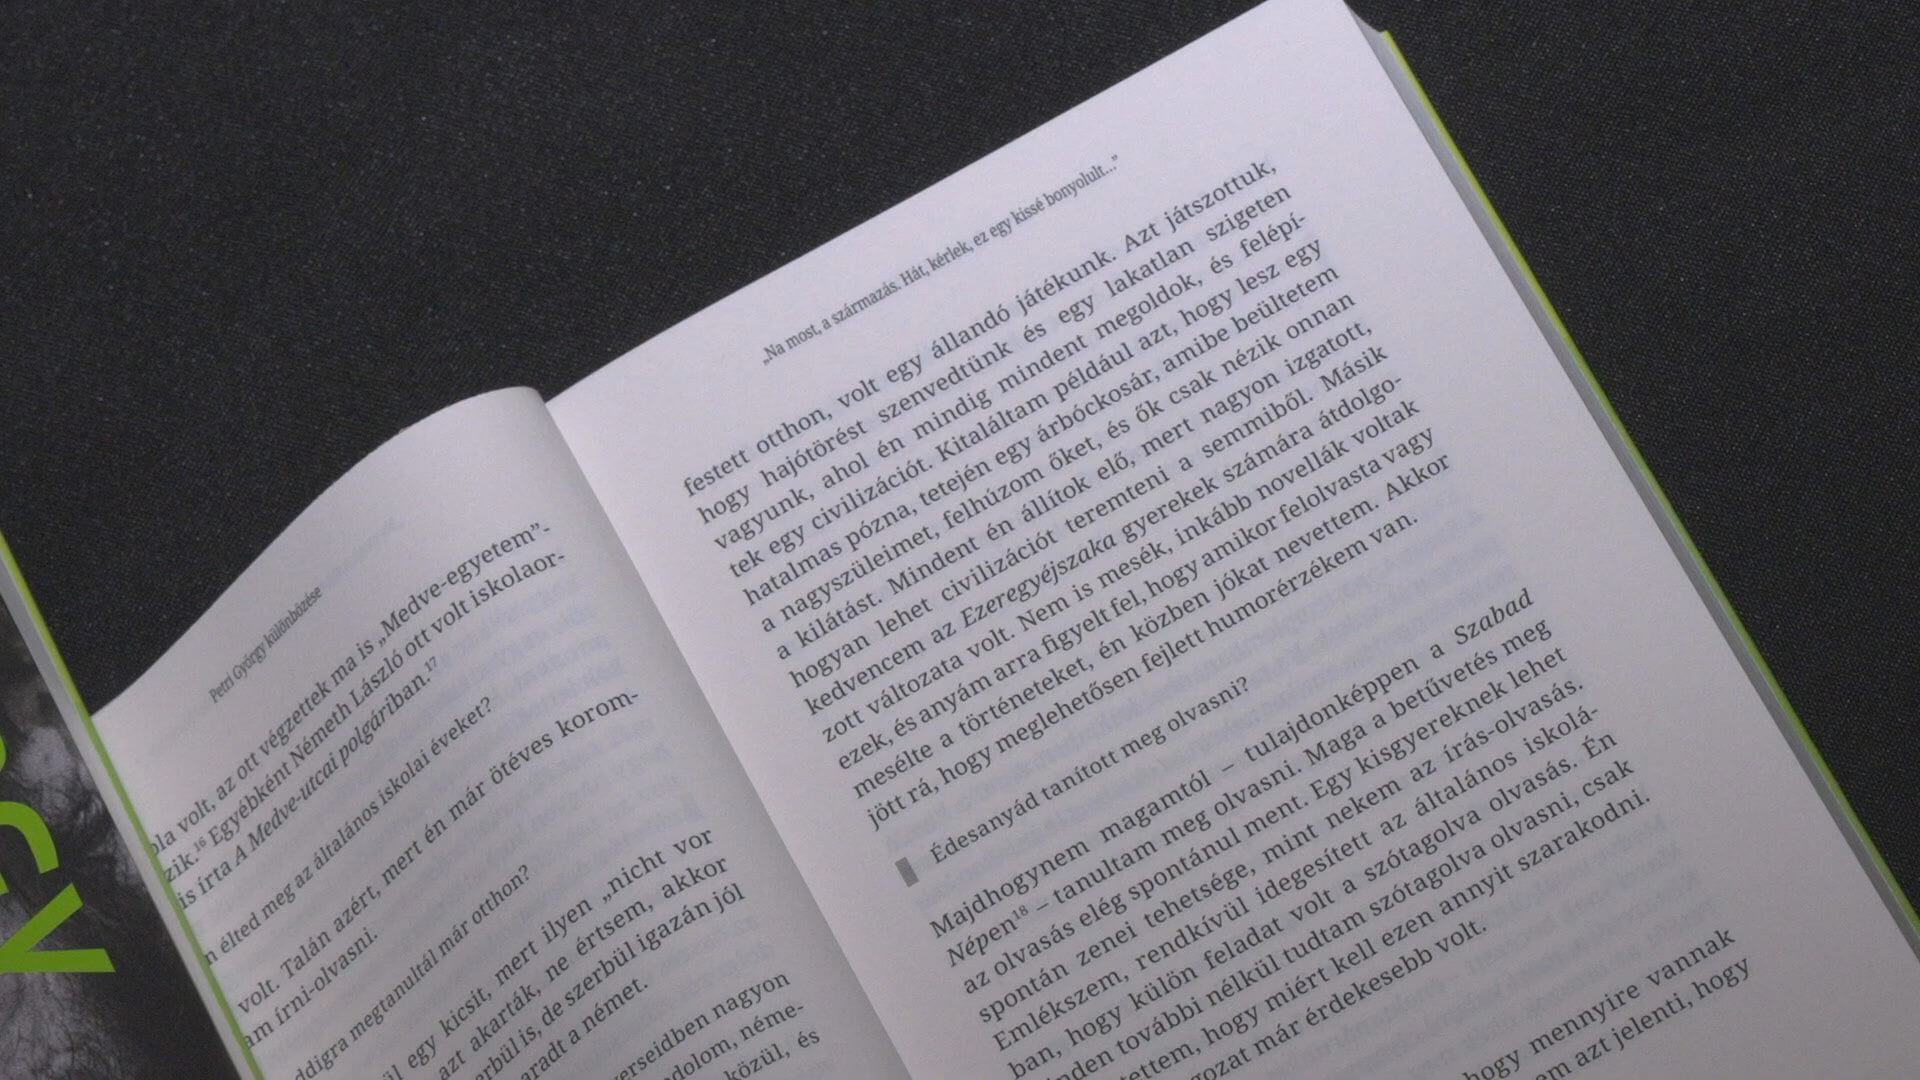 Petri György különbözése
volt, az ott végzettek ma is „Medve-egyetem”-
zik.¹⁶ Egyébként Németh László ott volt iskolaor-
is írta A Medve-utcai polgáriban.¹⁷
élted meg az általános iskolai éveket?
volt. Talán azért, mert én már ötéves korom-
írni-olvasni.
megtanultál már otthon?
egy kicsit, mert ilyen „nicht vor
azt akarták, ne értsem, akkor
is, de szerbül igazán jól
a német.
nagyon
néme-
közül, és
„Na most, a származás. Hát, kérlek, ez egy kissé bonyolult...”
festett otthon, volt egy állandó játékunk. Azt játszottuk,
hogy hajótörést szenvedtünk és egy lakatlan szigeten
vagyunk, ahol én mindig mindent megoldok, és felépí-
tek egy civilizációt. Kitaláltam például azt, hogy lesz egy
hatalmas pózna, tetején egy árbóckosár, amibe beültetem
a nagyszüleimet, felhúzom őket, és ők csak nézik onnan
a kilátást. Mindent én állítok elő, mert nagyon izgatott,
hogyan lehet civilizációt teremteni a semmiből. Másik
kedvencem az Ezeregyéjszaka gyerekek számára átdolgo-
zott változata volt. Nem is mesék, inkább novellák voltak
ezek, és anyám arra figyelt fel, hogy amikor felolvasta vagy
mesélte a történeteket, én közben jókat nevettem. Akkor
jött rá, hogy meglehetősen fejlett humorérzékem van.
Édesanyád tanított meg olvasni?
Majdhogynem magamtól – tulajdonképpen a Szabad
Népen¹⁸ – tanultam meg olvasni. Maga a betűvetés meg
az olvasás elég spontánul ment. Egy kisgyereknek lehet
spontán zenei tehetsége, mint nekem az írás-olvasás.
Emlékszem, rendkívül idegesített az általános iskolá-
ban, hogy külön feladat volt a szótagolva olvasás. Én
minden további nélkül tudtam szótagolva olvasni, csak
hogy miért kell ezen annyit szarakodni.
már érdekesebb volt.
hogy mennyire vannak
azt jelenti, hogy